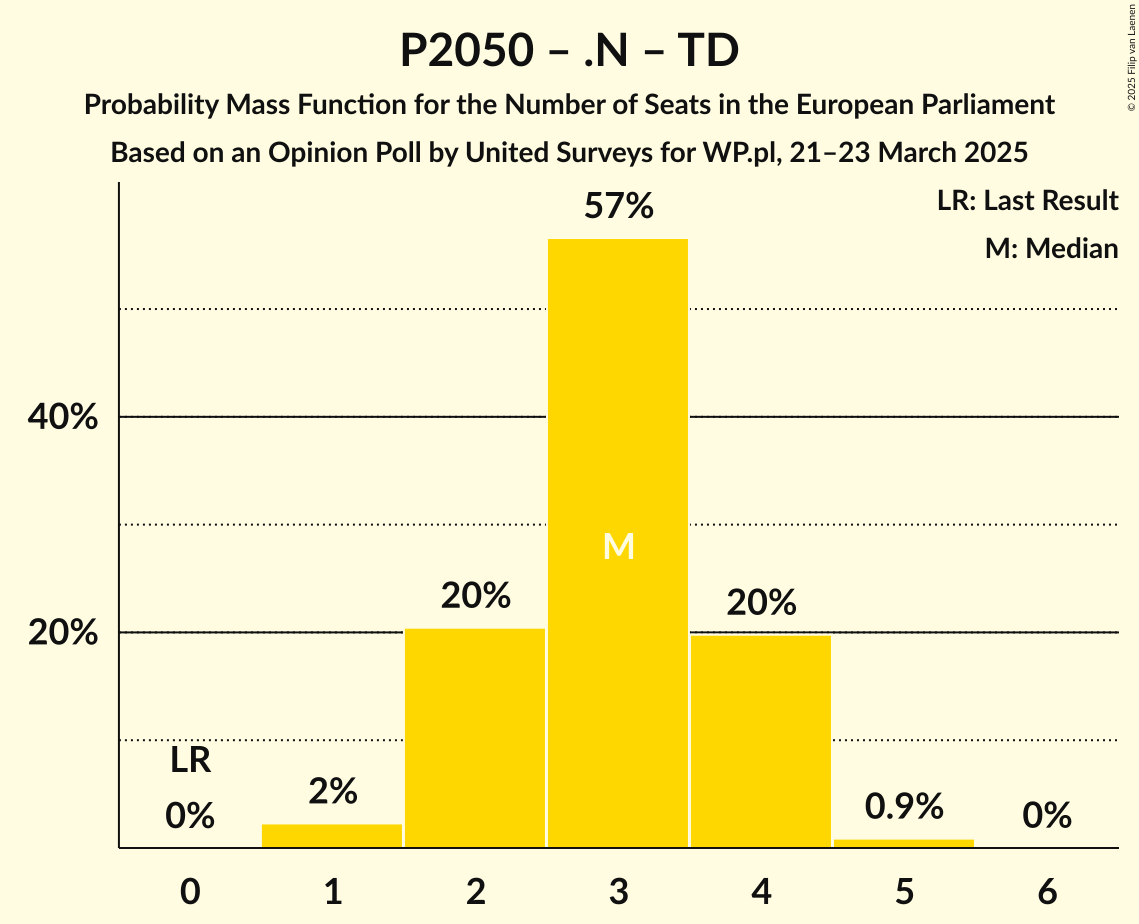 P2050 – .N – TD
Probability Mass Function for the Number of Seats in the European Parliament
Based on an Opinion Poll by United Surveys for WP.pl, 21–23 March 2025
© 2025 Filip van Laenen
LR: Last Result
M: Median
57%
40%
M
20%
20%
20%
LR
0%
2%
0.9%
0%
0 1 2 3 4 5 6